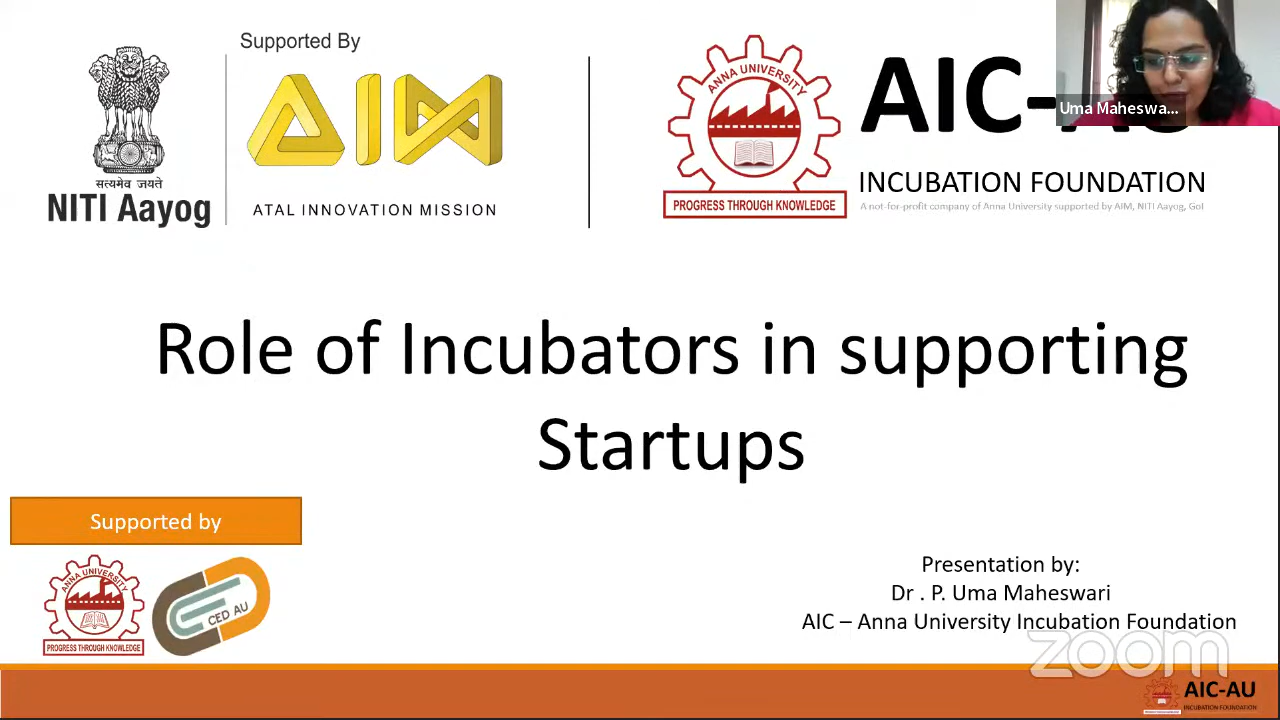 Supported By
सत्यमेव जयते
NITI Aayog
ATAL INNOVATION MISSION
ANNA UNIVERSITY
PROGRESS THROUGH KNOWLEDGE
AIC-AU
INCUBATION FOUNDATION
A not-for-profit company of Anna University supported by AIM, NITI Aayog, GoI
Uma Maheswa...
Role of Incubators in supporting
Startups
Supported by
ANNA UNIVERSITY
PROGRESS THROUGH KNOWLEDGE
CED AU
Presentation by:
Dr . P. Uma Maheswari
AIC – Anna University Incubation Foundation
zoom
AIC-AU
INCUBATION FOUNDATION